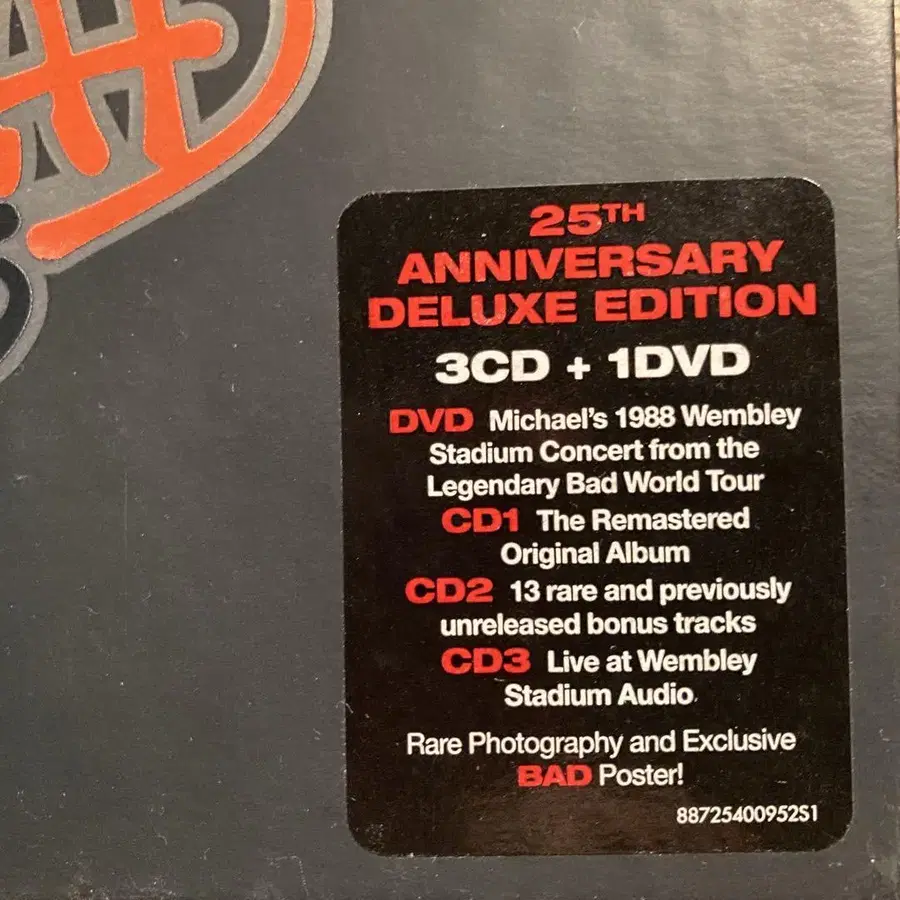 25TH
ANNIVERSARY
DELUXE EDITION
3CD + 1DVD
DVD Michael's 1988 Wembley
Stadium Concert from the
Legendary Bad World Tour
CD1 The Remastered
Original Album
CD2 13 rare and previously
unreleased bonus tracks
CD3 Live at Wembley
Stadium Audio
Rare Photography and Exclusive
BAD Poster!
88725400952S1